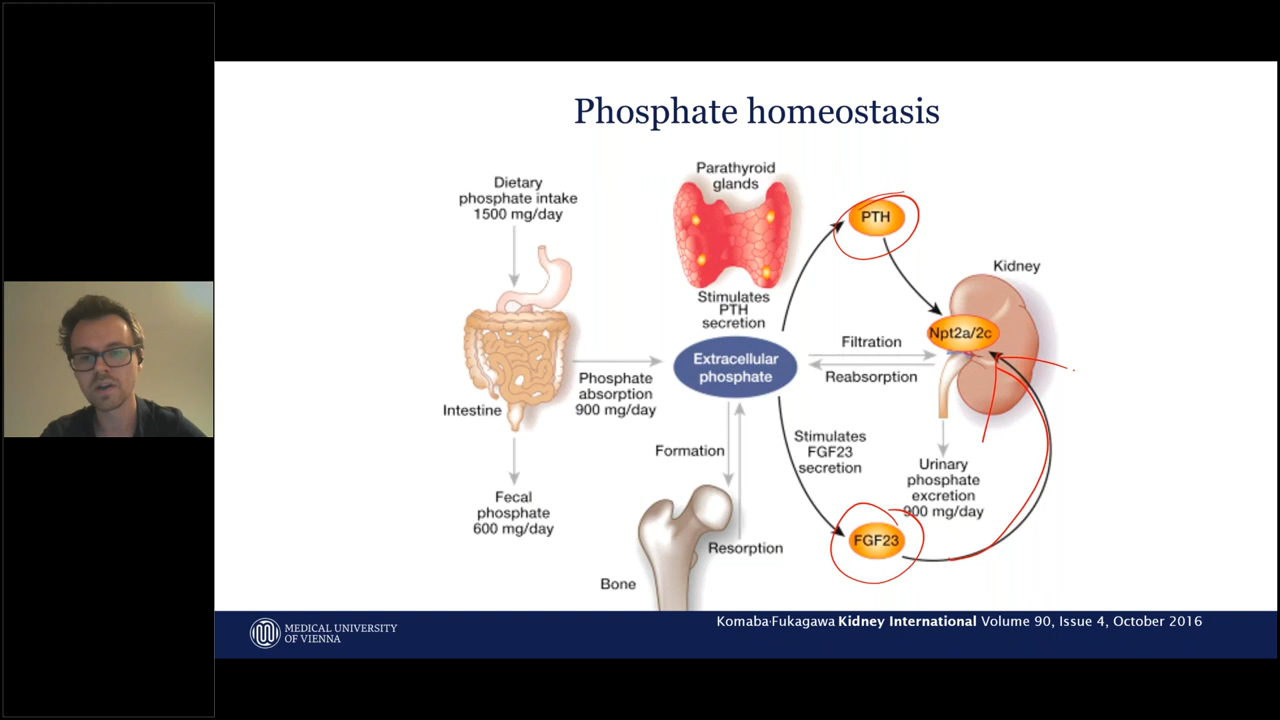 Phosphate homeostasis
Dietary
phosphate intake
1500 mg/day
Intestine
Fecal
phosphate
600 mg/day
Phosphate
absorption
900 mg/day
Parathyroid
glands
Stimulates
PTH
secretion
Extracellular
phosphate
Formation
Resorption
Bone
PTH
Kidney
Npt2a/2c
Filtration
Reabsorption
Stimulates
FGF23
secretion
FGF23
Urinary
phosphate
excretion
900 mg/day
MEDICAL UNIVERSITY
OF VIENNA
Komaba·Fukagawa Kidney International Volume 90, Issue 4, October 2016